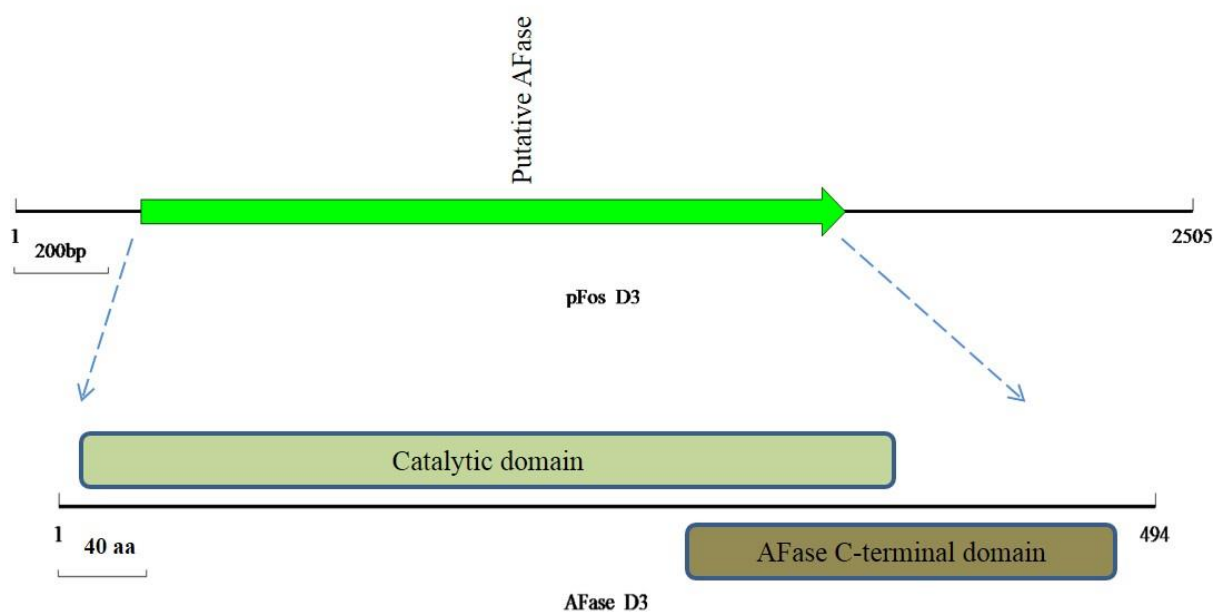 Putative AFase
1
2505
200bp
pFos D3
Catalytic domain
1
494
40 aa
AFase C-terminal domain
AFase D3